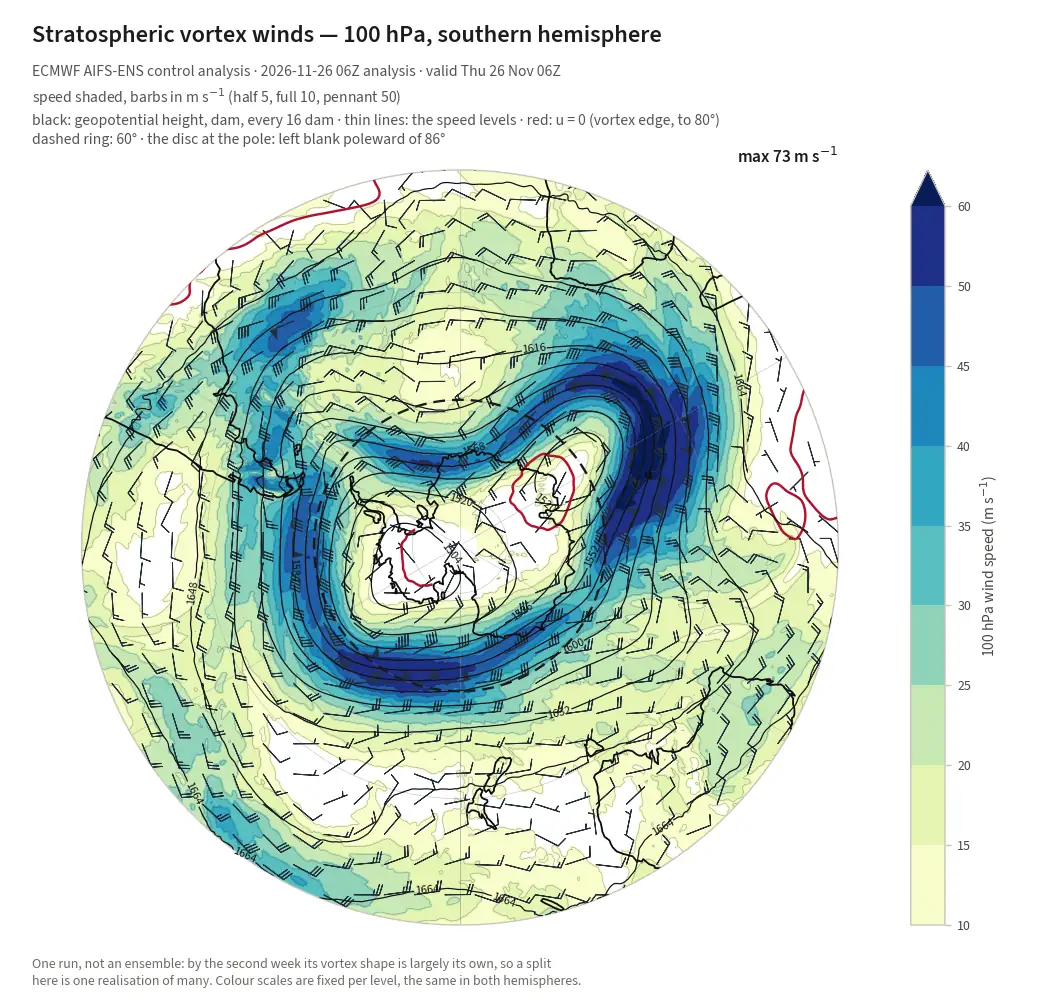 Stratospheric vortex winds — 100 hPa, southern hemisphere
ECMWF AIFS-ENS control analysis · 2026-11-26 06Z analysis · valid Thu 26 Nov 06Z
speed shaded, barbs in m s⁻¹ (half 5, full 10, pennant 50)
black: geopotential height, dam, every 16 dam · thin lines: the speed levels · red: u = 0 (vortex edge, to 80°)
dashed ring: 60° · the disc at the pole: left blank poleward of 86°
max 73 m s⁻¹
60
50
45
40
35
30
25
20
15
10
100 hPa wind speed (m s⁻¹)
1616
1664
1520
1504
1648
1600
1632
1664
1664
1664
1664
1664
One run, not an ensemble: by the second week its vortex shape is largely its own, so a split
here is one realisation of many. Colour scales are fixed per level, the same in both hemispheres.